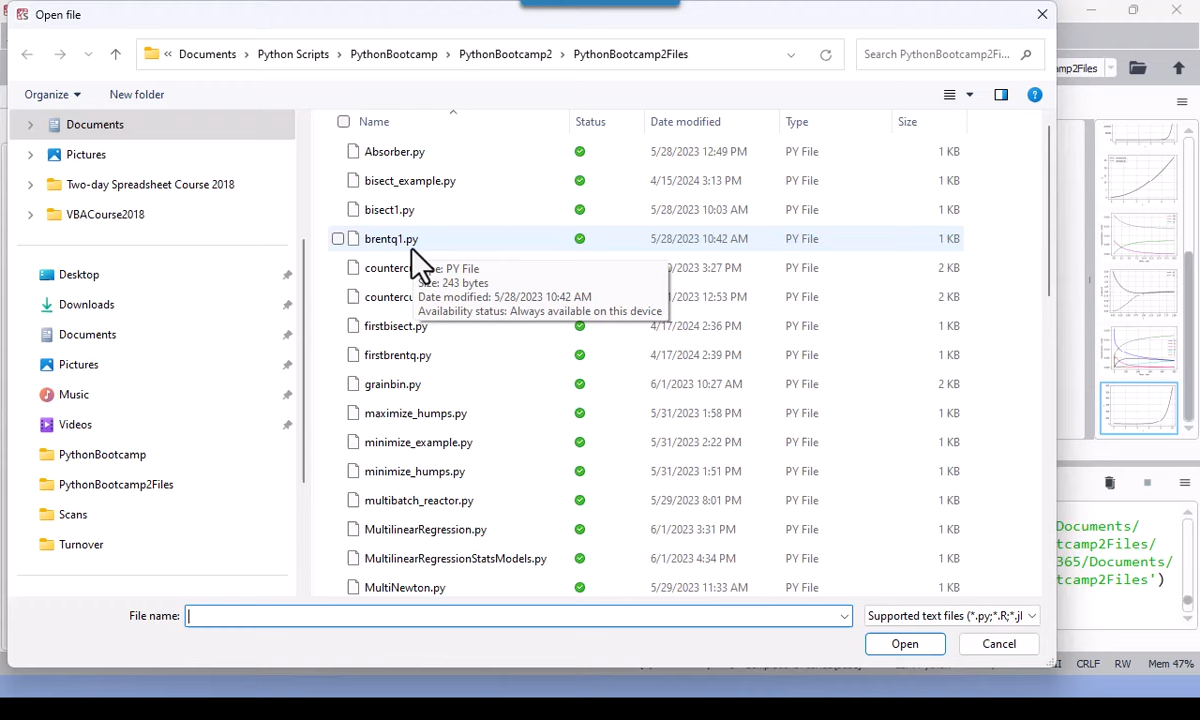 Open file
« Documents › Python Scripts › PythonBootcamp › PythonBootcamp2 › PythonBootcamp2Files
Search PythonBootcamp2Fi...
mp2Files
Organize
New folder
Name Status Date modified Type Size
Documents
Pictures
Two-day Spreadsheet Course 2018
VBACourse2018
Desktop
Downloads
Documents
Pictures
Music
Videos
PythonBootcamp
PythonBootcamp2Files
Scans
Turnover
Absorber.py 5/28/2023 12:49 PM PY File 1 KB
bisect_example.py 4/15/2024 3:13 PM PY File 1 KB
bisect1.py 5/28/2023 10:03 AM PY File 1 KB
brentq1.py 5/28/2023 10:42 AM PY File 1 KB
3:27 PM PY File 2 KB
12:53 PM PY File 2 KB
e: PY File
Size: 243 bytes
Date modified: 5/28/2023 10:42 AM
Availability status: Always available on this device
firstbisect.py 4/17/2024 2:36 PM PY File 1 KB
firstbrentq.py 4/17/2024 2:39 PM PY File 1 KB
grainbin.py 6/1/2023 10:27 AM PY File 2 KB
maximize_humps.py 5/31/2023 1:58 PM PY File 1 KB
minimize_example.py 5/31/2023 2:22 PM PY File 1 KB
minimize_humps.py 5/31/2023 1:51 PM PY File 1 KB
multibatch_reactor.py 5/29/2023 8:01 PM PY File 1 KB
MultilinearRegression.py 6/1/2023 3:31 PM PY File 1 KB
MultilinearRegressionStatsModels.py 6/1/2023 4:34 PM PY File 1 KB
MultiNewton.py 5/29/2023 11:33 AM PY File 1 KB
File name:
Supported text files (*.py;*.R;*.jl
Open
Cancel
Documents/
tcamp2Files/
365/Documents/
tcamp2Files')
CRLF RW Mem 47%